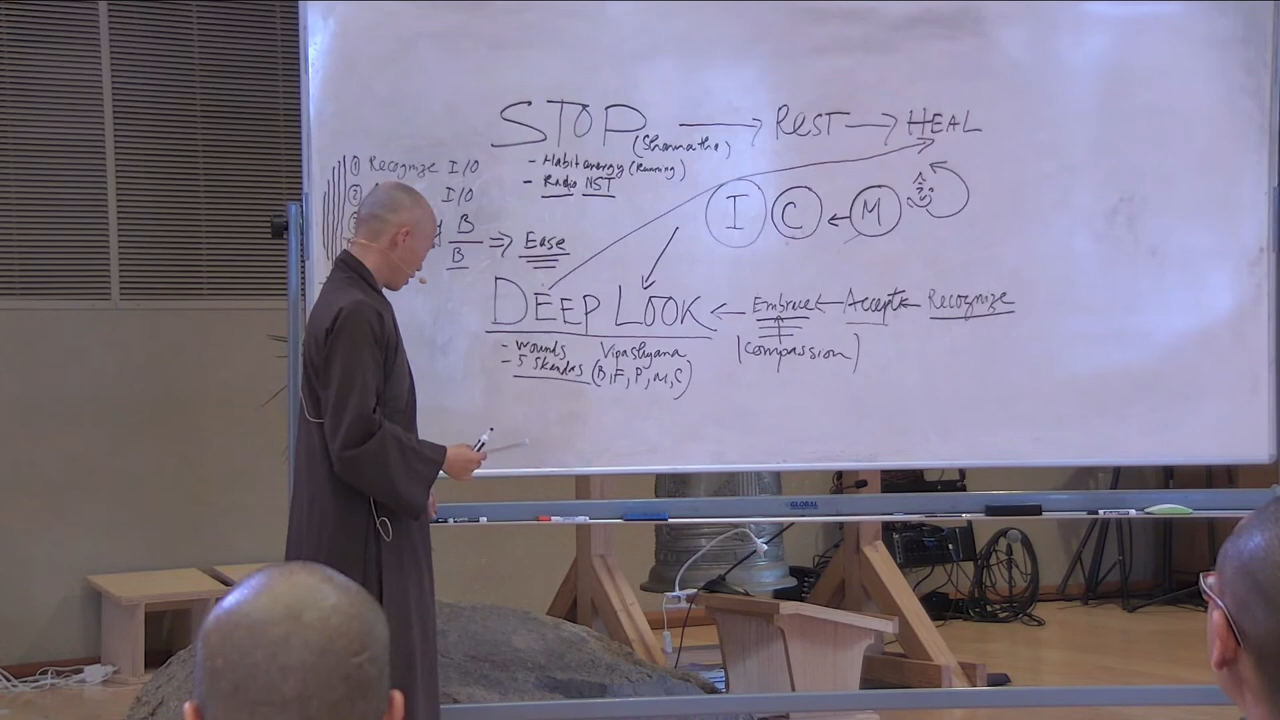 STOP → REST → HEAL
(Shamatha)
- Habit energy (Running)
- Radio NST
① Recognize I/O
② I/O
B
B ⇒ Ease
I C ← M
DEEP LOOK ← Embrace ← Accept ← Recognize
(Compassion)
- Wounds Vipashyana
- 5 Skandas (B, F, P, M, C)
GLOBAL